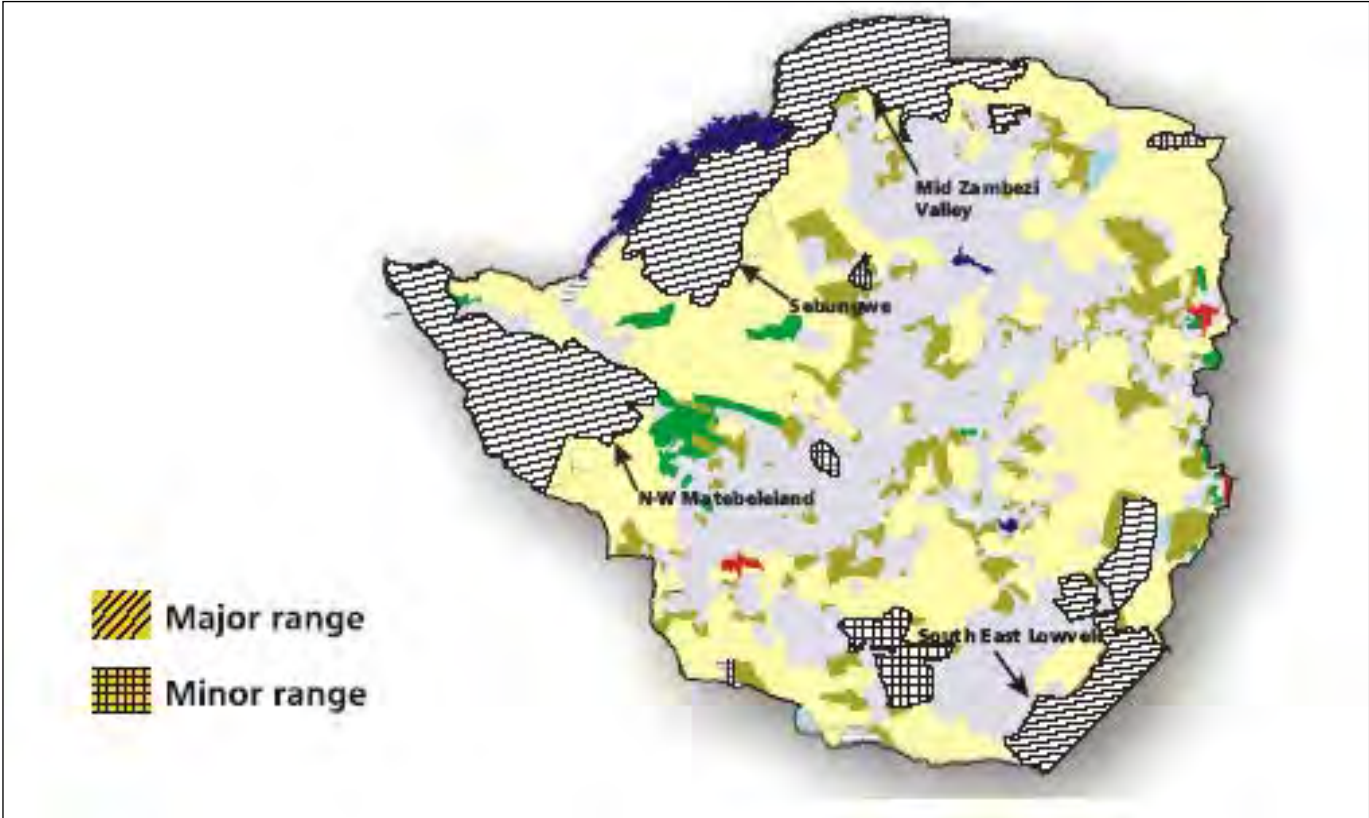 Mid Zambezi
Valley
Sebungwe
N-W Matebeleland
South East Lowveld
Major range
Minor range